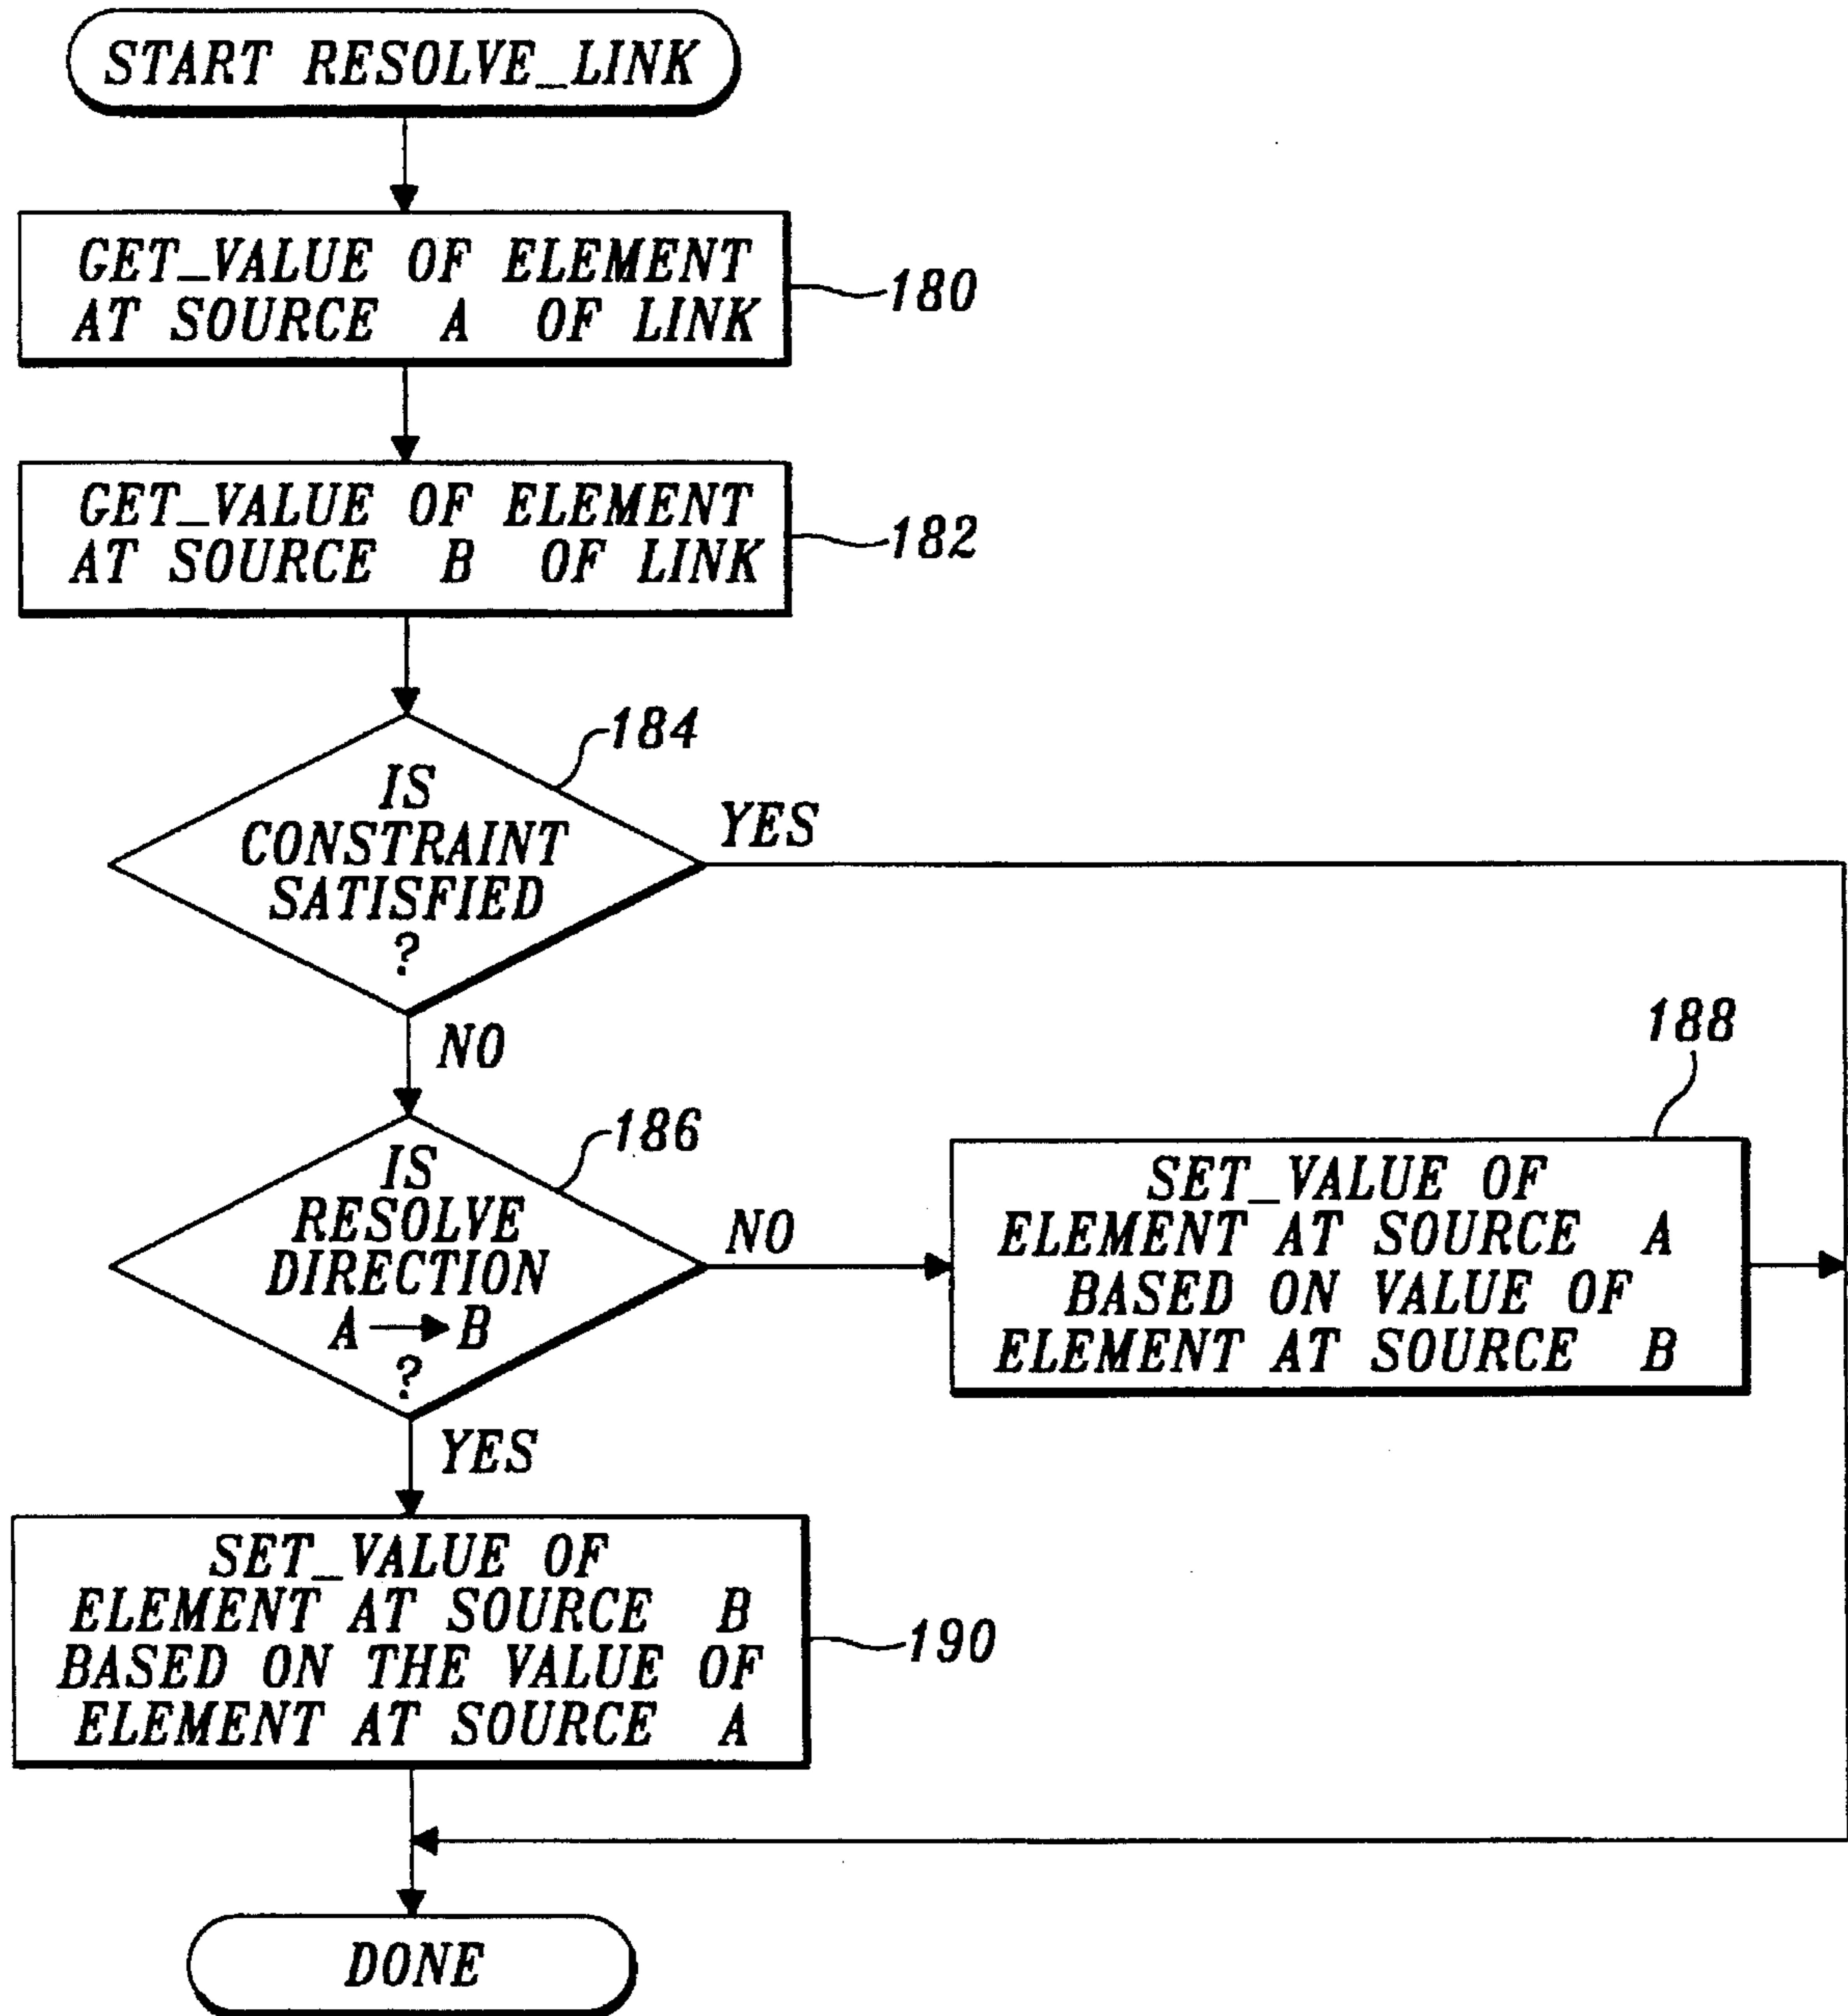 START RESOLVE_LINK
GET_VALUE OF ELEMENT
AT SOURCE A OF LINK
180
GET_VALUE OF ELEMENT
AT SOURCE B OF LINK
182
184
IS
CONSTRAINT
SATISFIED
?
YES
NO
186
IS
RESOLVE
DIRECTION
A → B
?
NO
188
SET_VALUE OF
ELEMENT AT SOURCE A
BASED ON VALUE OF
ELEMENT AT SOURCE B
YES
SET_VALUE OF
ELEMENT AT SOURCE B
BASED ON THE VALUE OF
ELEMENT AT SOURCE A
190
DONE